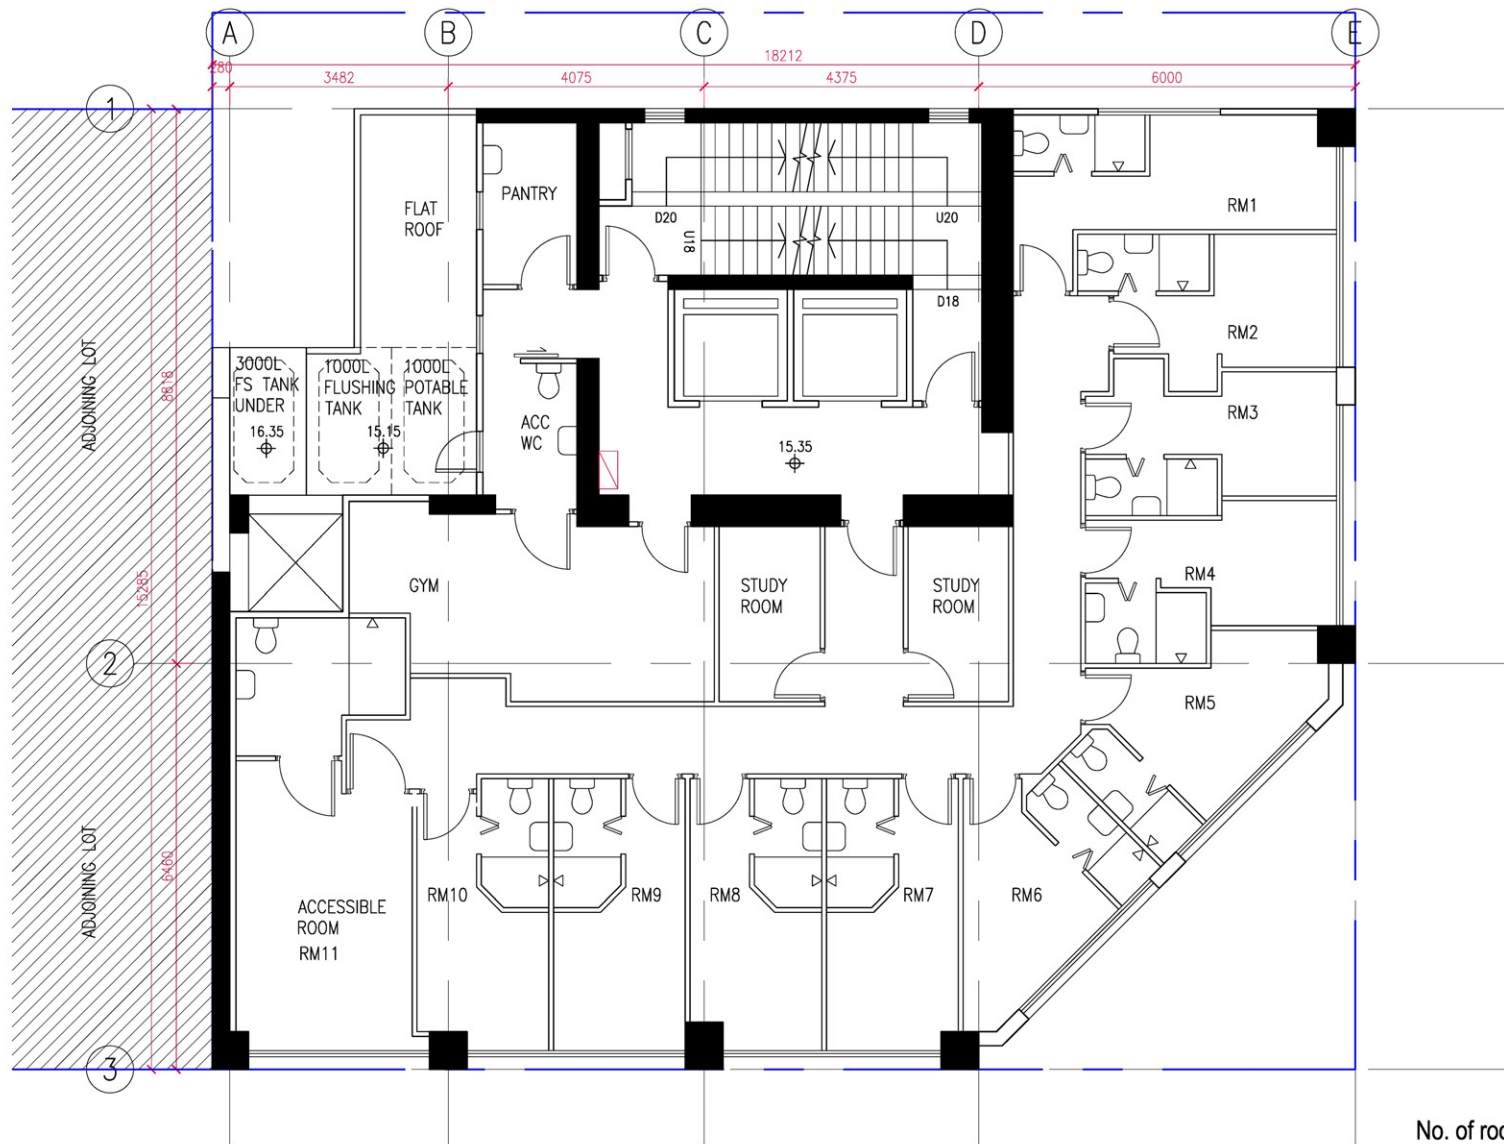 A
B
C
D
E
18212
280
3482
4075
4375
6000
1
PANTRY
FLAT
ROOF
D20
U20
U18
D18
RM1
RM2
ADJOINING LOT
8818
3000L
FS TANK
UNDER
16.35
1000L
FLUSHING
TANK
15.15
1000L
POTABLE
TANK
ACC
WC
15.35
RM3
15285
GYM
STUDY
ROOM
STUDY
ROOM
RM4
2
RM5
ADJOINING LOT
6460
ACCESSIBLE
ROOM
RM11
RM10
RM9
RM8
RM7
RM6
3
No. of